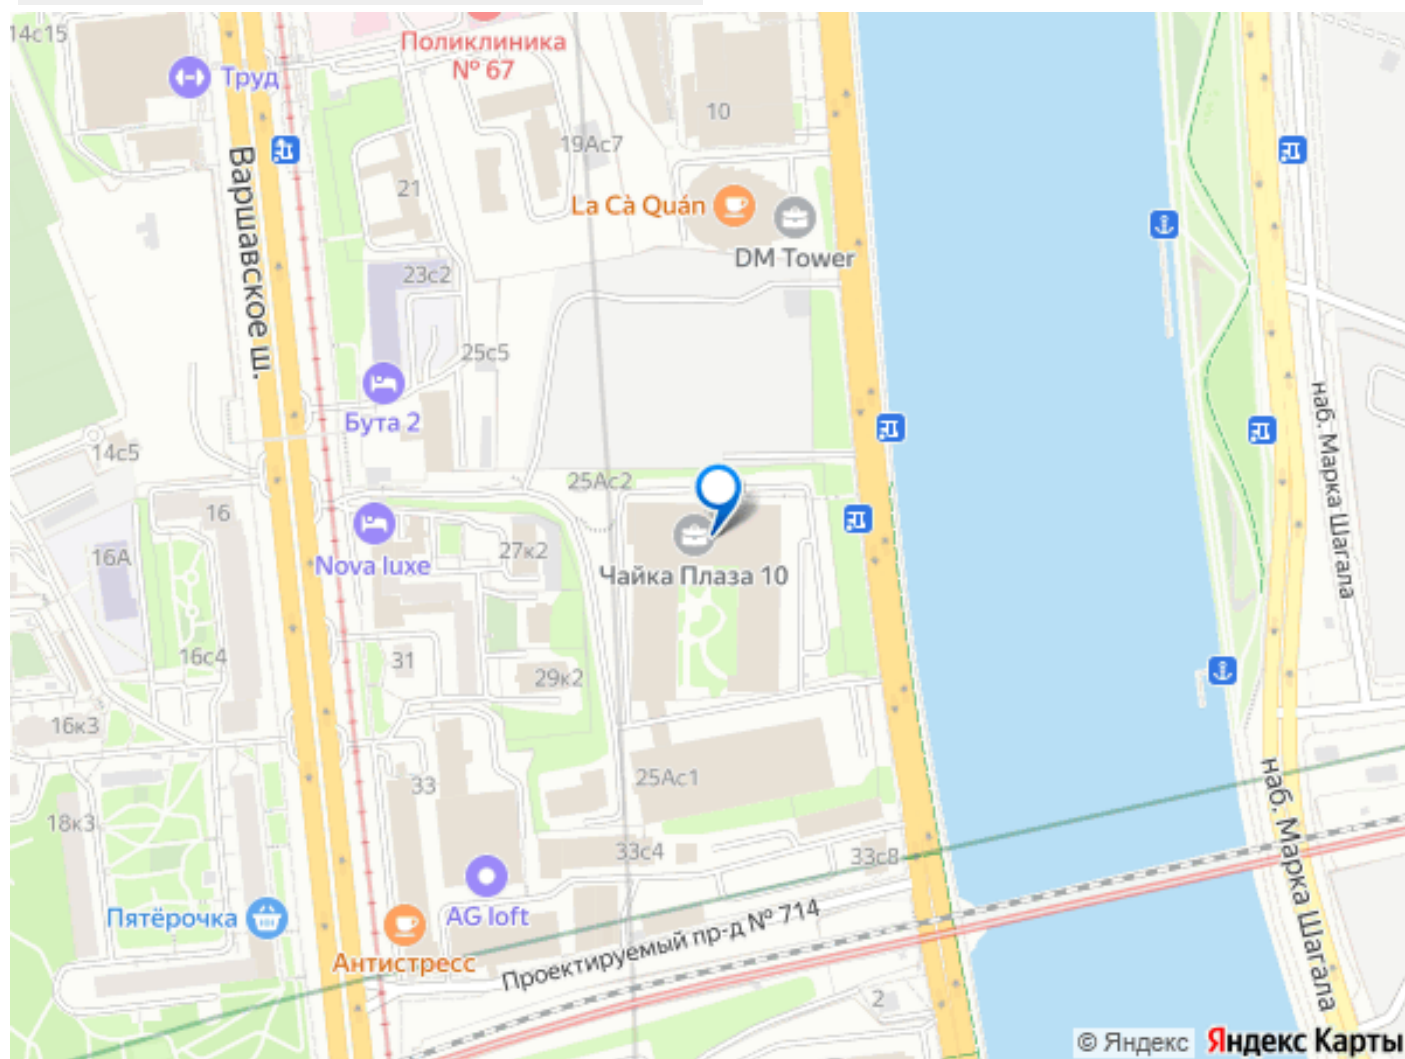 14с15
Поликлиника
№ 67
Труд
10
19Ас7
Варшавское ш.
21
La Cà Quán
DM Tower
23с2
25с5
Бута 2
наб. Марка Шагала
14с5
25Ас2
16
16А
27к2
Nova luxe
Чайка Плаза 10
16с4
31
29к2
16к3
33
25Ас1
наб. Марка Шагала
18к3
33с4
33с8
Пятёрочка
AG loft
Антистресс
Проектируемый пр-д № 714
2
© Яндекс Яндекс Карты